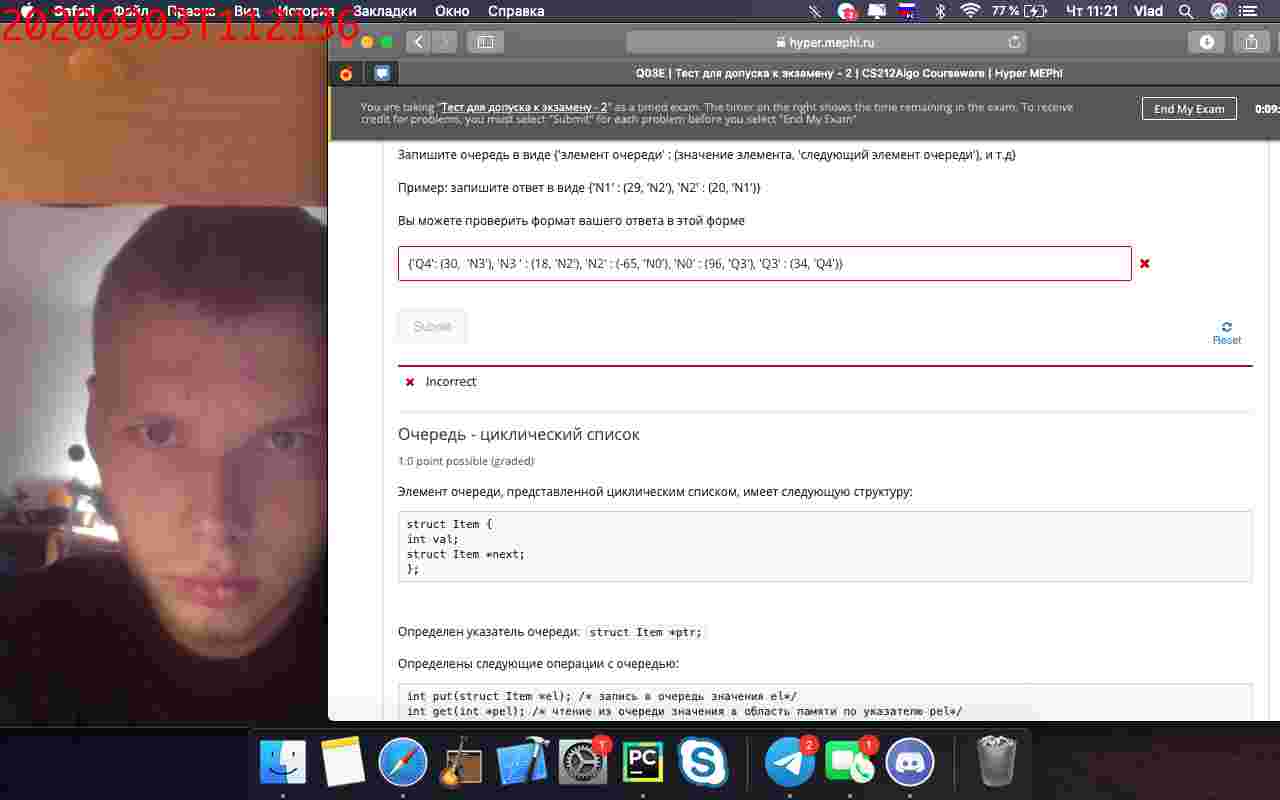 Safari Файл Правка Вид История Закладки Окно Справка 2 77 % Чт 11:21 Vlad
20200903T112136
hyper.mephi.ru
Q03E | Тест для допуска к экзамену - 2 | CS212Algo Courseware | Hyper MEPhI
You are taking "Тест для допуска к экзамену - 2" as a timed exam. The timer on the right shows the time remaining in the exam. To receive
credit for problems, you must select "Submit" for each problem before you select "End My Exam"
End My Exam
0:09:
Запишите очередь в виде {'элемент очереди' : (значение элемента, 'следующий элемент очереди'), и т.д}
Пример: запишите ответ в виде {'N1' : (29, 'N2'), 'N2' : (20, 'N1')}
Вы можете проверить формат вашего ответа в этой форме
{'Q4': (30, 'N3'), 'N3 ' : (18, 'N2'), 'N2' : (-65, 'N0'), 'N0' : (96, 'Q3'), 'Q3' : (34, 'Q4')}
Submit
Reset
Incorrect
Очередь - циклический список
1.0 point possible (graded)
Элемент очереди, представленной циклическим списком, имеет следующую структуру:
struct Item {
int val;
struct Item *next;
};
Определен указатель очереди: struct Item *ptr;
Определены следующие операции с очередью:
int put(struct Item *el); /* запись в очередь значения el*/
int get(int *pel); /* чтение из очереди значения в область памяти по указателю pel*/
1
PC
2
1